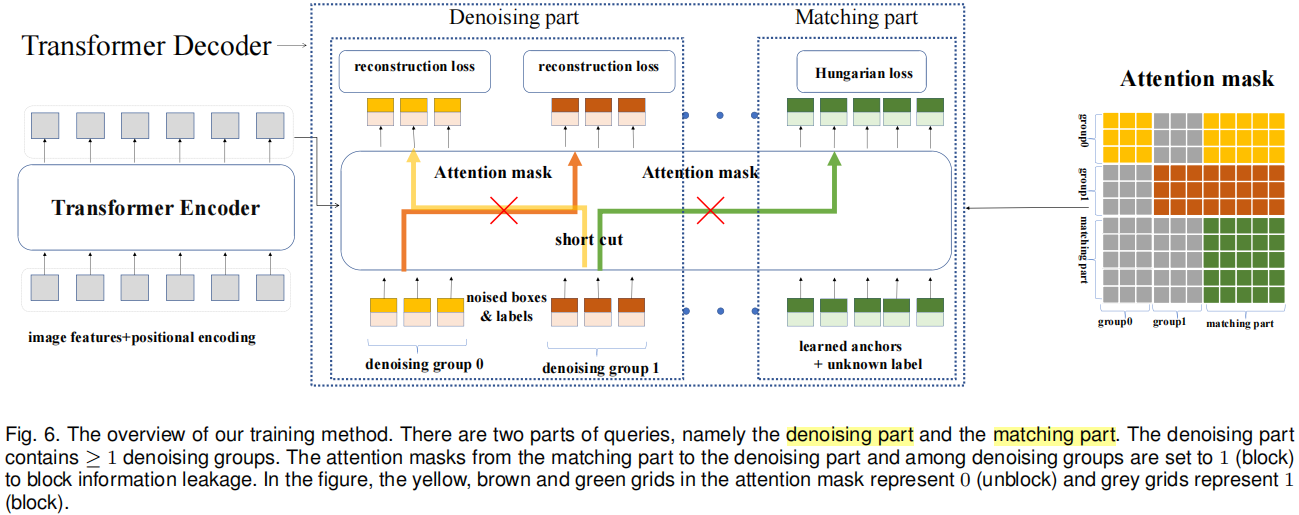 Denoising part
Matching part
Transformer Decoder
reconstruction loss
reconstruction loss
Hungarian loss
Attention mask
Attention mask
Attention mask
short cut
Transformer Encoder
noised boxes
& labels
image features+positional encoding
denoising group 0
denoising group 1
learned anchors
+ unknown label
group0
group1
matching part
group0
group1
matching part
Fig. 6. The overview of our training method. There are two parts of queries, namely the denoising part and the matching part. The denoising part
contains ≥ 1 denoising groups. The attention masks from the matching part to the denoising part and among denoising groups are set to 1 (block)
to block information leakage. In the figure, the yellow, brown and green grids in the attention mask represent 0 (unblock) and grey grids represent 1
(block).